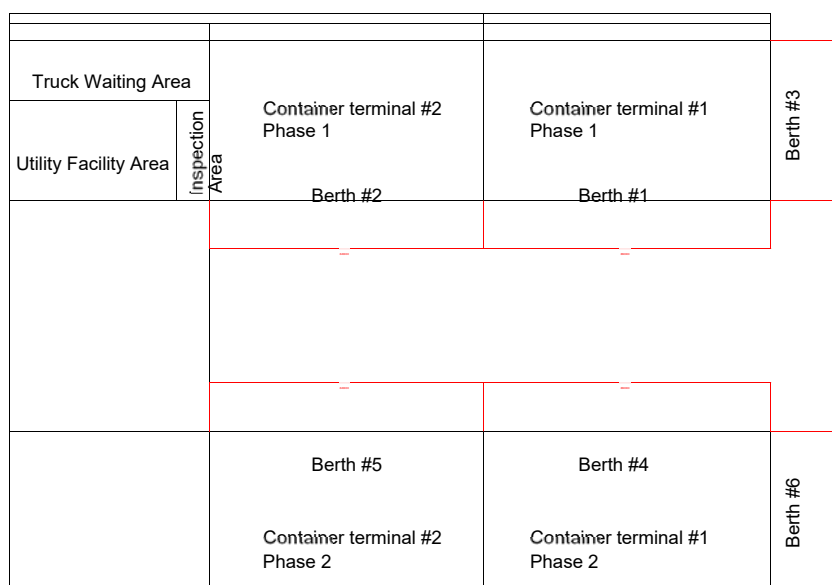 Truck Waiting Area
Container terminal #2
Phase 1
Container terminal #1
Phase 1
Berth #3
Utility Facility Area
Inspection
Area
Berth #2
Berth #1
Berth #5
Berth #4
Berth #6
Container terminal #2
Phase 2
Container terminal #1
Phase 2